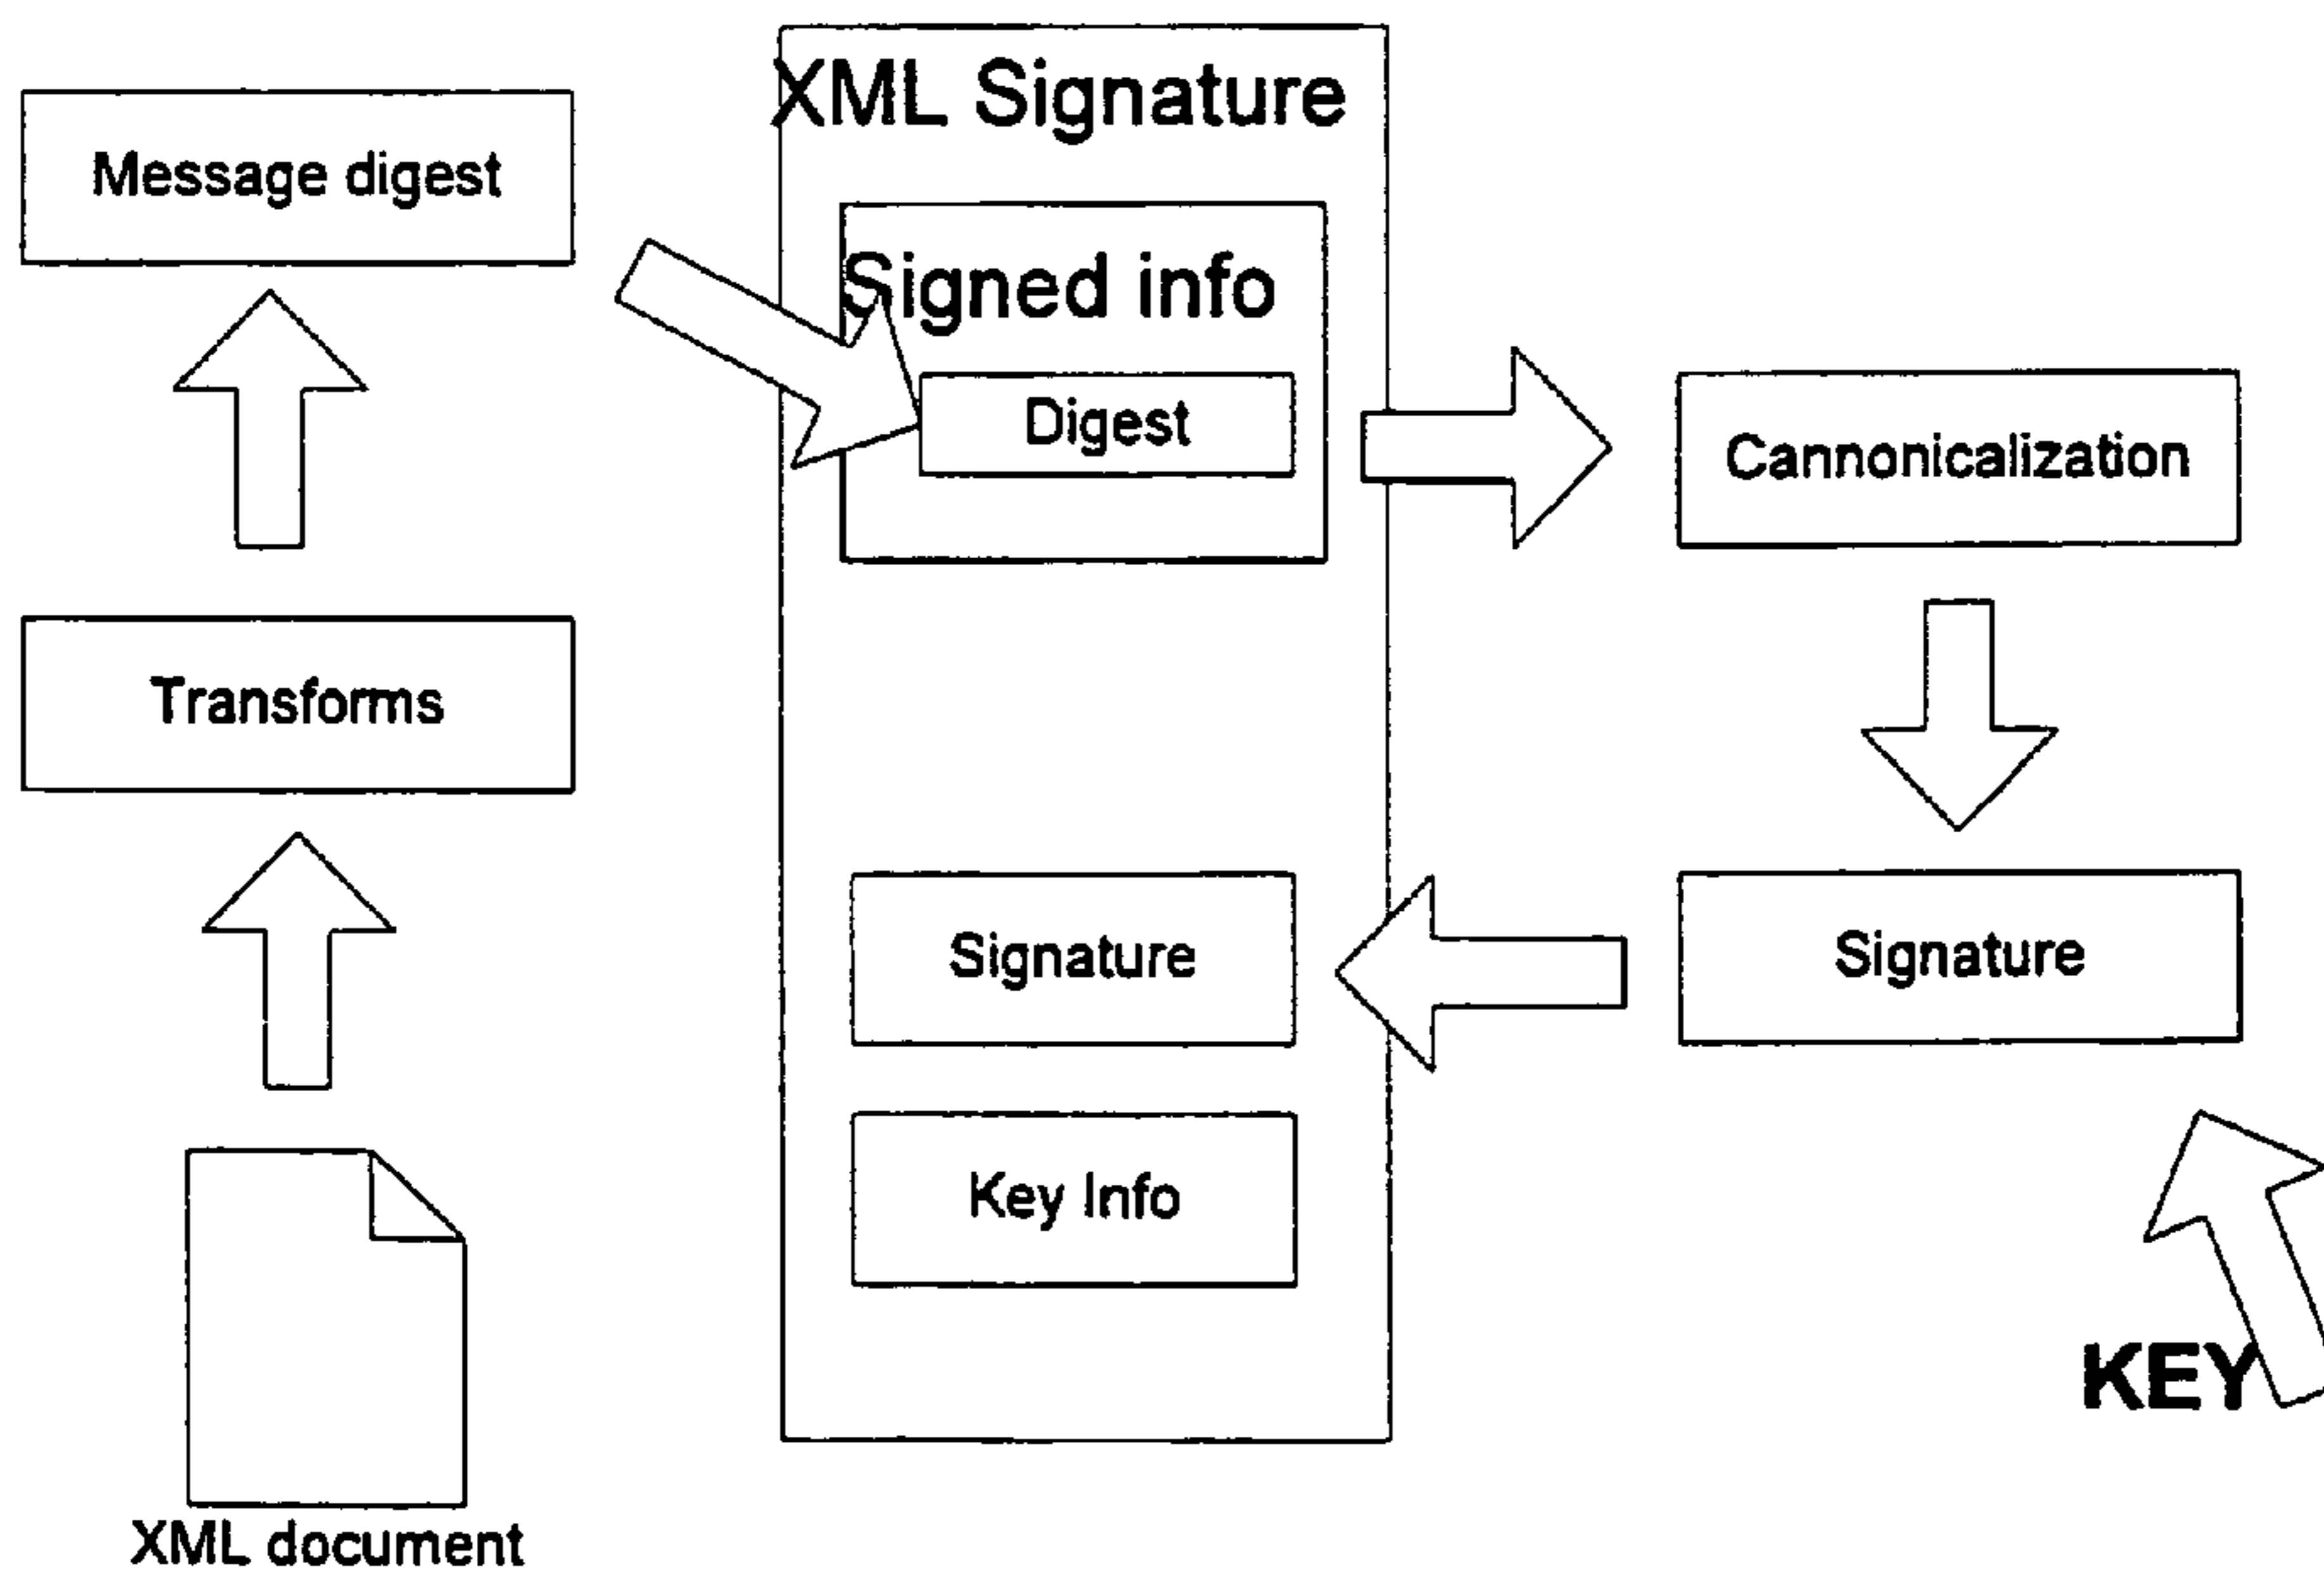 XML Signature
Message digest
Signed info
Digest
Cannonicalization
Transforms
Signature
Signature
Key Info
KEY
XML document